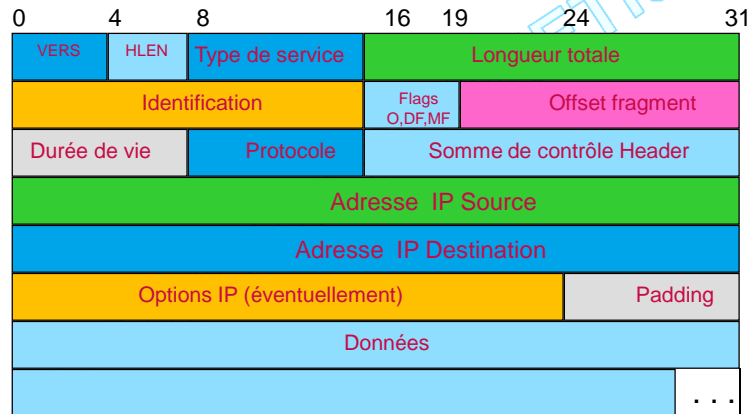 0 4 8 16 19 24 31
VERS HLEN Type de service Longueur totale
Identification Flags Offset fragment
O,DF,MF
Durée de vie Protocole Somme de contrôle Header
Adresse IP Source
Adresse IP Destination
Options IP (éventuellement) Padding
Données
. . .